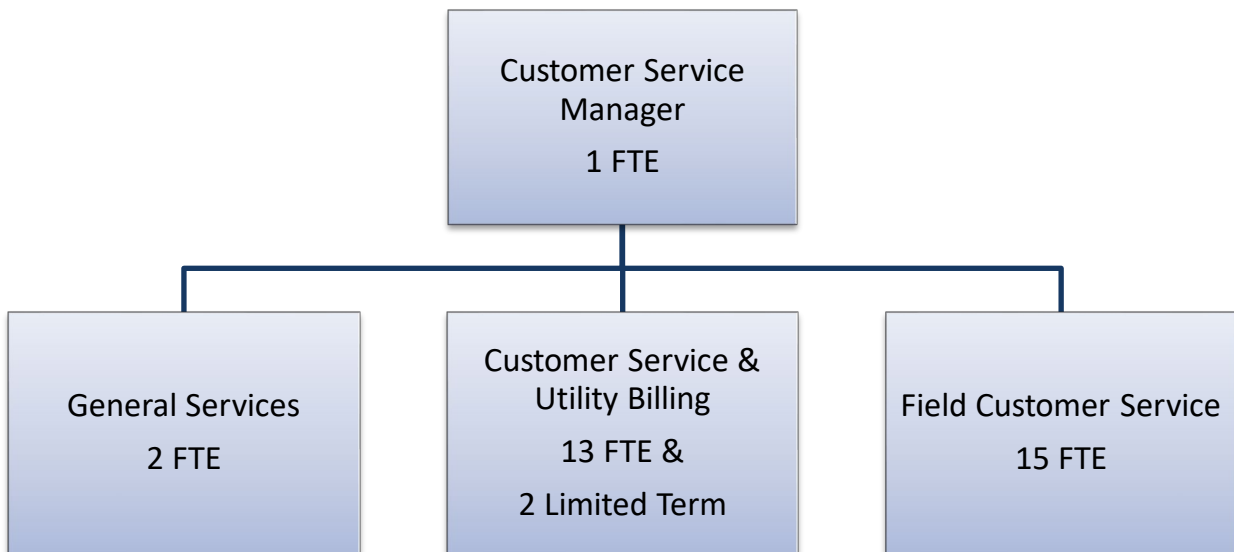 Customer Service
Manager
1 FTE
General Services
2 FTE
Customer Service &
Utility Billing
13 FTE &
2 Limited Term
Field Customer Service
15 FTE